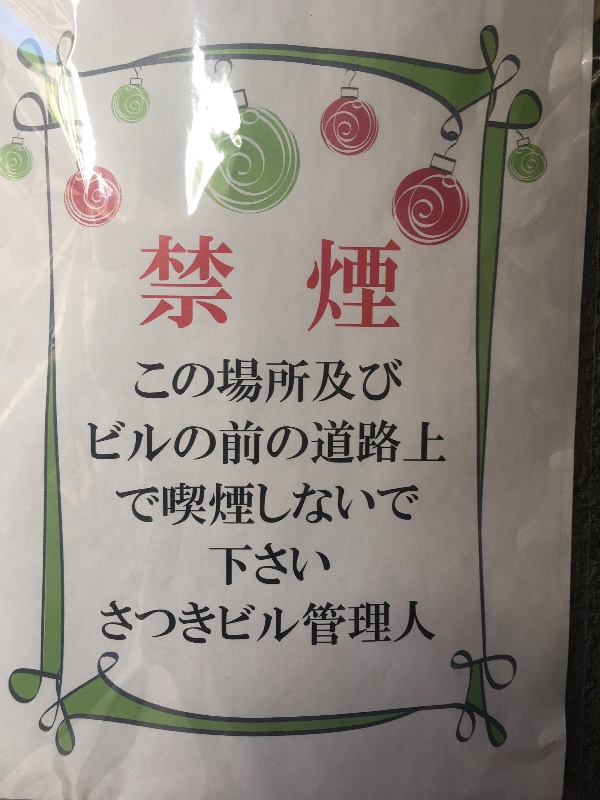 禁 煙
この場所及び
ビルの前の道路上
で喫煙しないで
下さい
さつきビル管理人